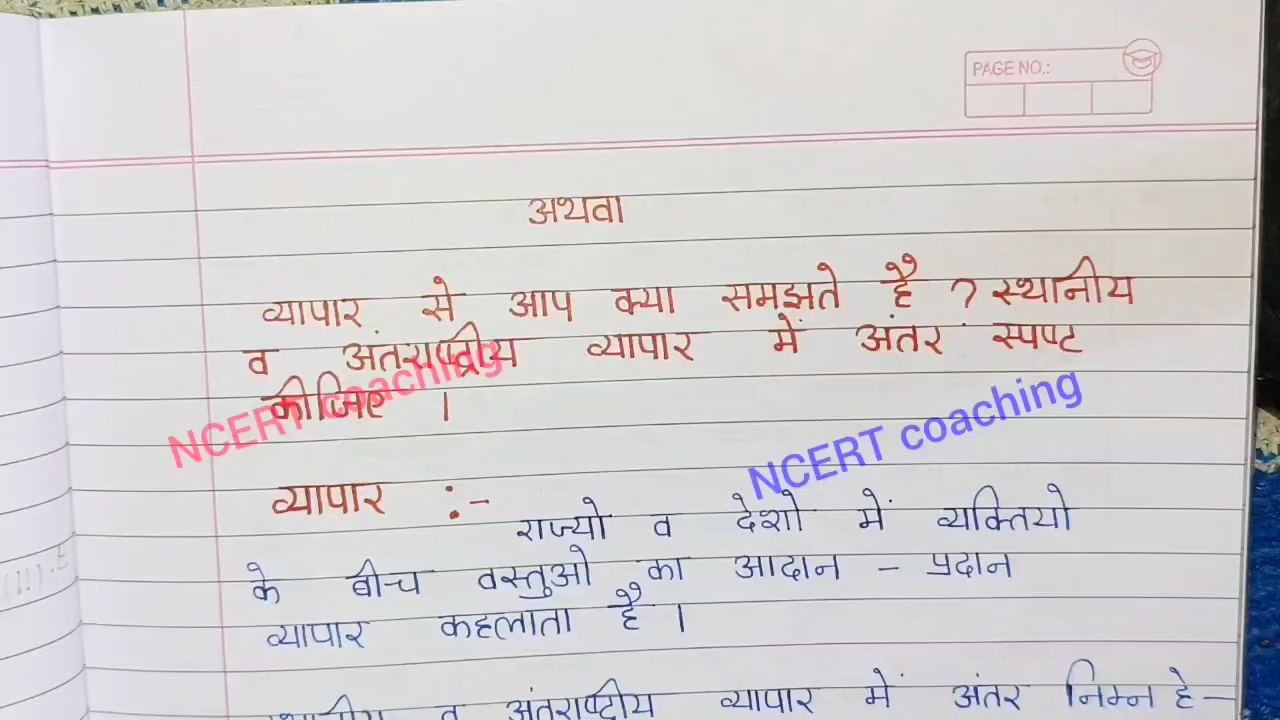 PAGE NO.:
अथवा
व्यापार से आप क्या समझते है ? स्थानीय
व अंतराष्ट्रीय व्यापार में अंतर स्पष्ट
कीजिए ।
NCERT coaching
NCERT coaching
व्यापार :-
राज्यो व देशो में व्यक्तियो
के बीच वस्तुओ का आदान - प्रदान
व्यापार कहलाता है ।
व अंतराष्ट्रीय व्यापार में अंतर निम्न हे -